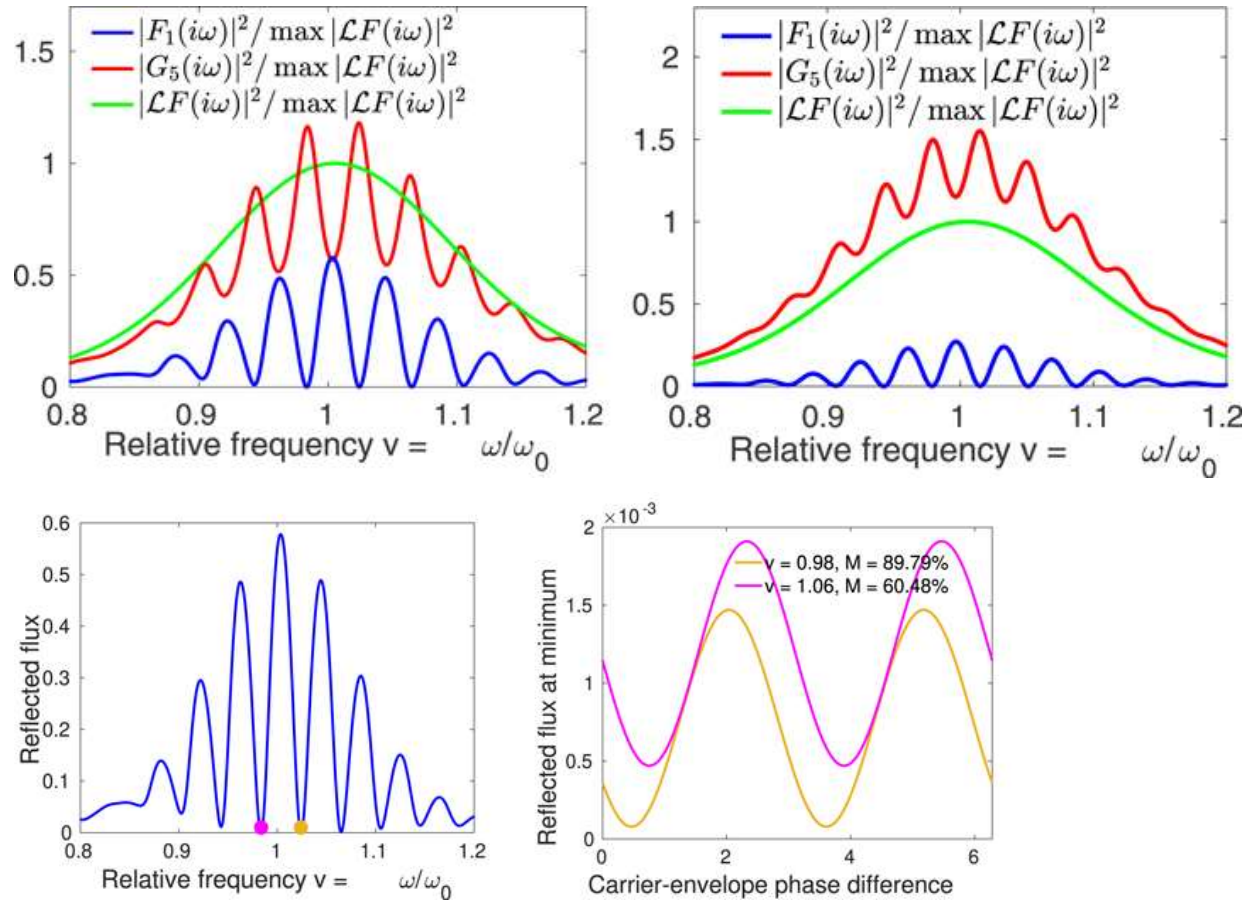 |F₁(iω)|²/ max |ℒF(iω)|²
|G₅(iω)|²/ max |ℒF(iω)|²
|ℒF(iω)|²/ max |ℒF(iω)|²
1.5
1
0.5
0
0.8 0.9 1 1.1 1.2
Relative frequency v = ω/ω₀
|F₁(iω)|²/ max |ℒF(iω)|²
|G₅(iω)|²/ max |ℒF(iω)|²
|ℒF(iω)|²/ max |ℒF(iω)|²
2
1.5
1
0.5
0
0.8 0.9 1 1.1 1.2
Relative frequency v = ω/ω₀
Reflected flux
0.6
0.5
0.4
0.3
0.2
0.1
0
0.8 0.9 1 1.1 1.2
Relative frequency v = ω/ω₀
×10⁻³
Reflected flux at minimum
2
1.5
1
0.5
0
v = 0.98, M = 89.79%
v = 1.06, M = 60.48%
0 2 4 6
Carrier-envelope phase difference